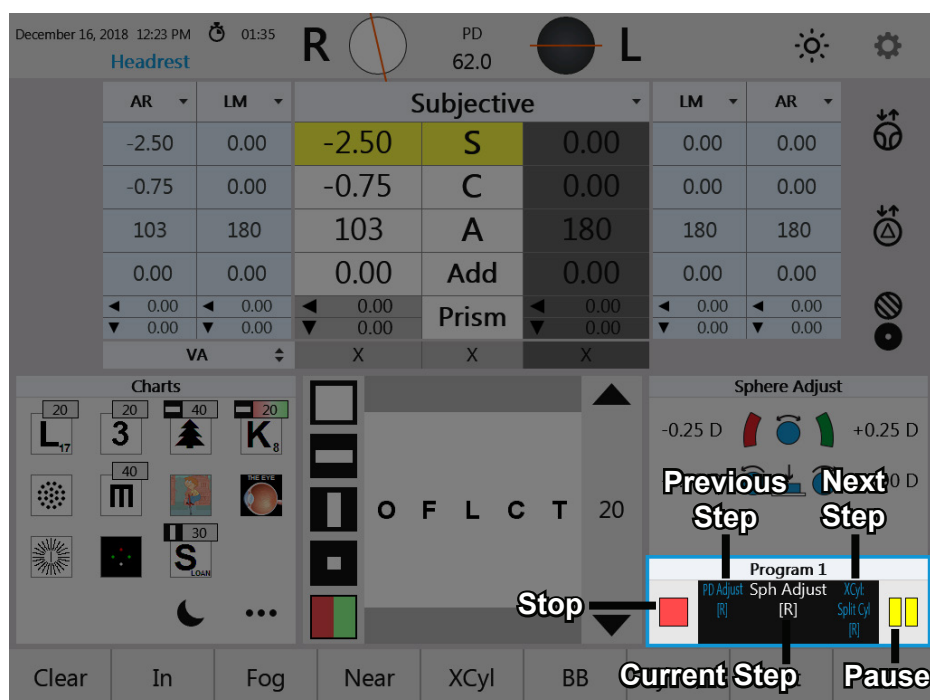 December 16, 2018 12:23 PM 01:35
Headrest
R PD L
62.0
AR LM Subjective LM AR
-2.50 0.00 -2.50 S 0.00 0.00 0.00
-0.75 0.00 -0.75 C 0.00 0.00 0.00
103 180 103 A 180 180 180
0.00 0.00 0.00 Add 0.00 0.00 0.00
◄ 0.00 ◄ 0.00 ◄ 0.00 Prism ◄ 0.00 ◄ 0.00 ◄ 0.00
▼ 0.00 ▼ 0.00 ▼ 0.00 ▼ 0.00 ▼ 0.00 ▼ 0.00
VA X X X
Charts
20 20 40 20
L17 3 K8
40 THE EYE
30
S LOAN
•••
O F L C T 20
Sphere Adjust
-0.25 D +0.25 D
D
Previous Step
Next Step
Program 1
PD Adjust [R]
Sph Adjust [R]
XCyl: Split Cyl [R]
Stop
Current Step
Pause
Clear In Fog Near XCyl BB